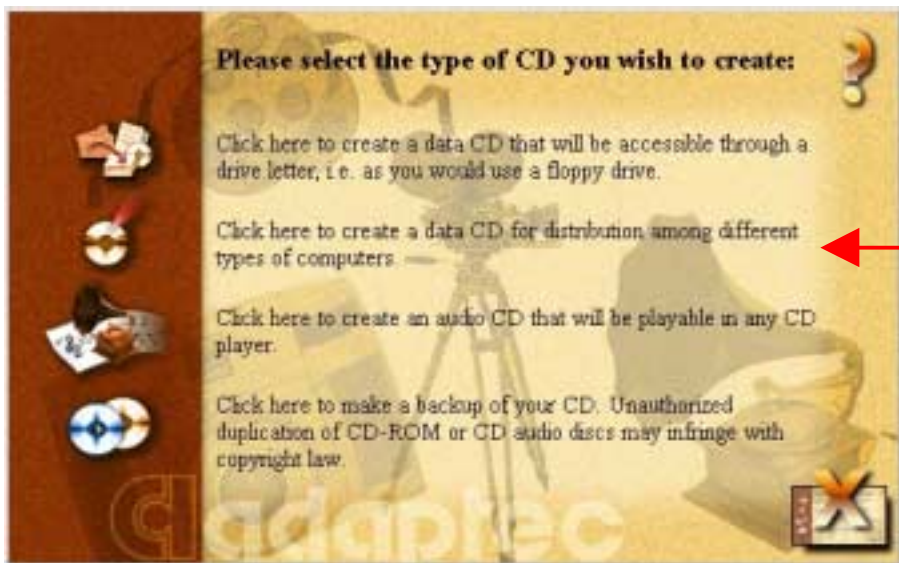 Please select the type of CD you wish to create:
Click here to create a data CD that will be accessible through a
drive letter, i.e. as you would use a floppy drive.
Click here to create a data CD for distribution among different
types of computers
Click here to create an audio CD that will be playable in any CD
player.
Click here to make a backup of your CD. Unauthorized
duplication of CD-ROM or CD audio discs may infringe with
copyright law.
adaptec